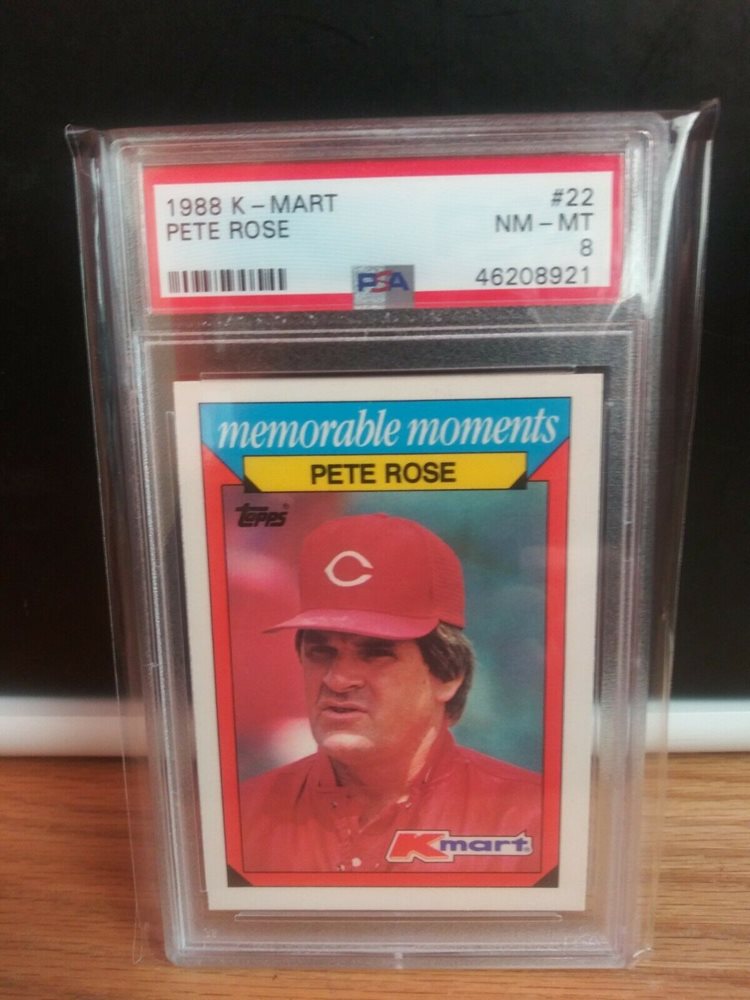 1988 K-MART #22
PETE ROSE NM-MT
8
PSA 46208921
memorable moments
PETE ROSE
Topps®
C
Kmart®